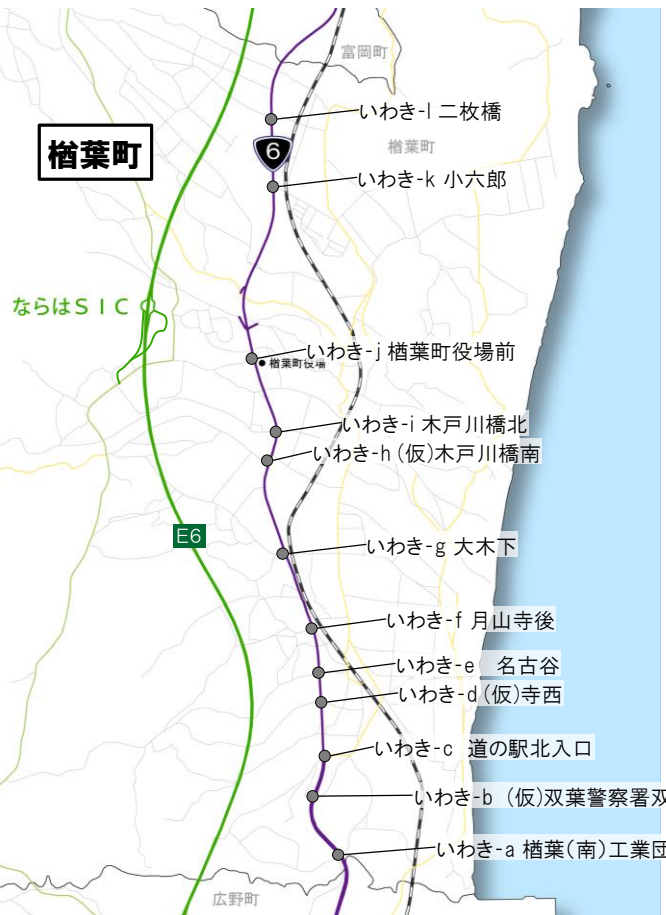 富岡町
いわき-l 二枚橋
楢葉町
6
楢葉町
いわき-k 小六郎
ならはSIC
いわき-j 楢葉町役場前
楢葉町役場
いわき-i 木戸川橋北
いわき-h (仮)木戸川橋南
E6
いわき-g 大木下
いわき-f 月山寺後
いわき-e 名古谷
いわき-d (仮)寺西
いわき-c 道の駅北入口
いわき-b (仮)双葉警察署双
いわき-a 楢葉(南)工業団
広野町